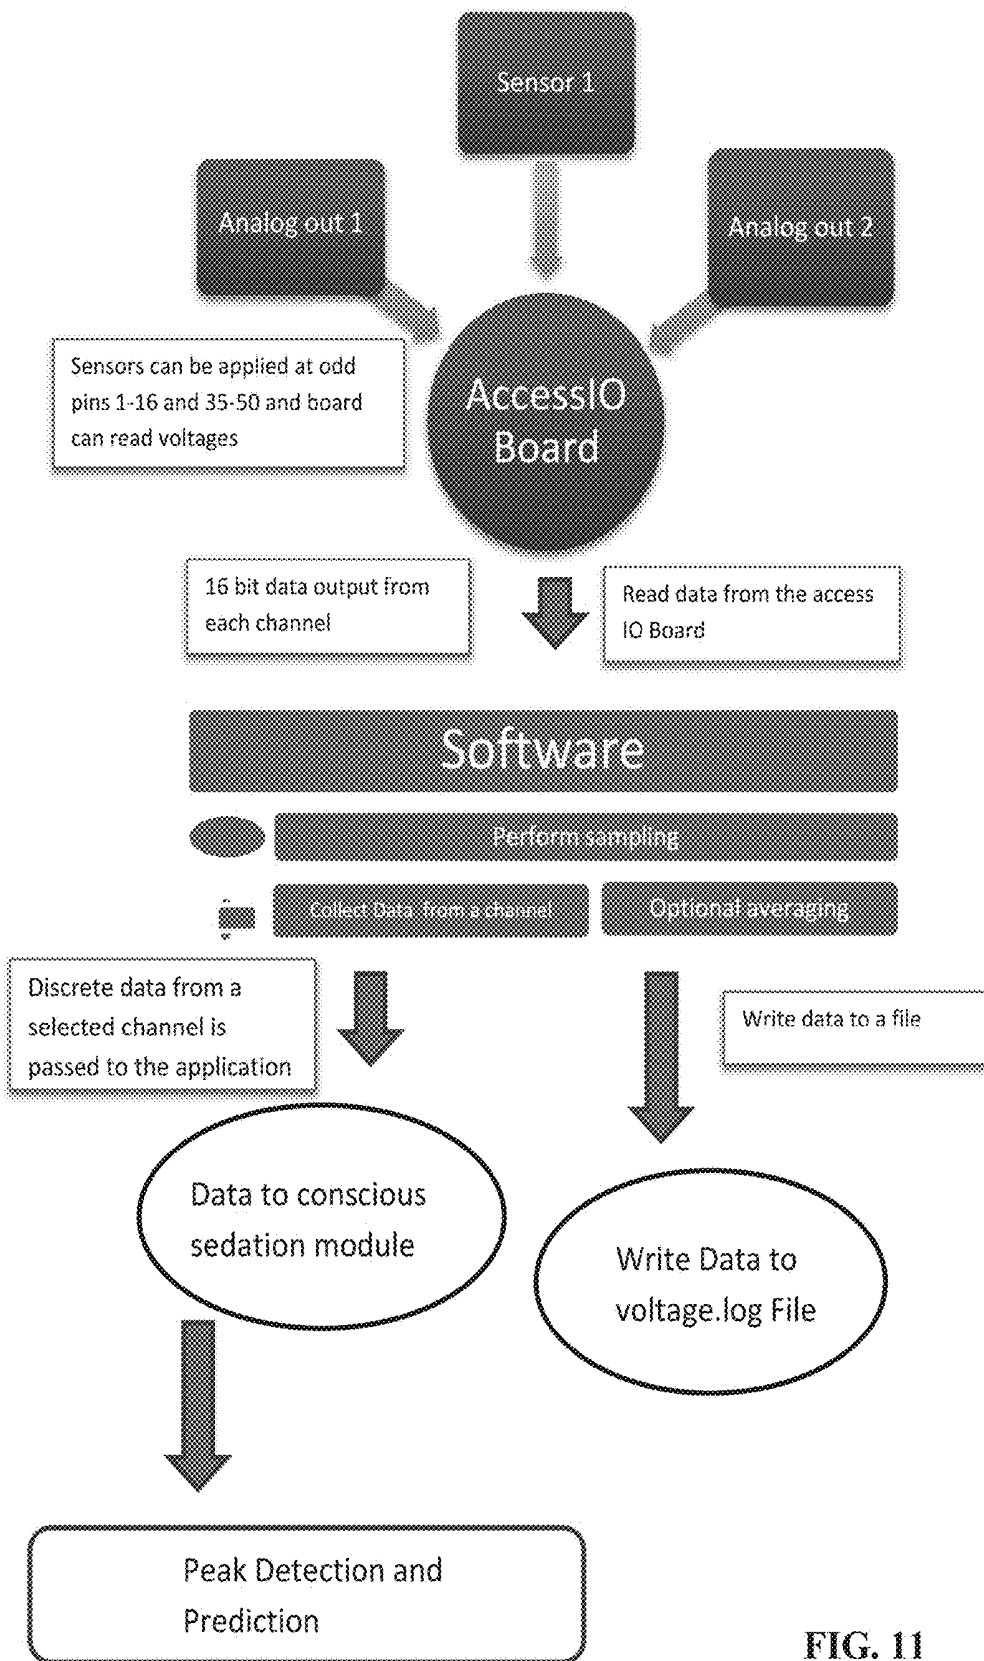 Sensor 1
Analog out 1
Analog out 2
Sensors can be applied at odd
pins 1-16 and 35-50 and board
can read voltages
AccessIO
Board
16 bit data output from
each channel
Read data from the access
IO Board
Software
Perform sampling
Collect Data from a channel
Optional averaging
Discrete data from a
selected channel is
passed to the application
Write data to a file
Data to conscious
sedation module
Write Data to
voltage.log File
Peak Detection and
Prediction
FIG. 11